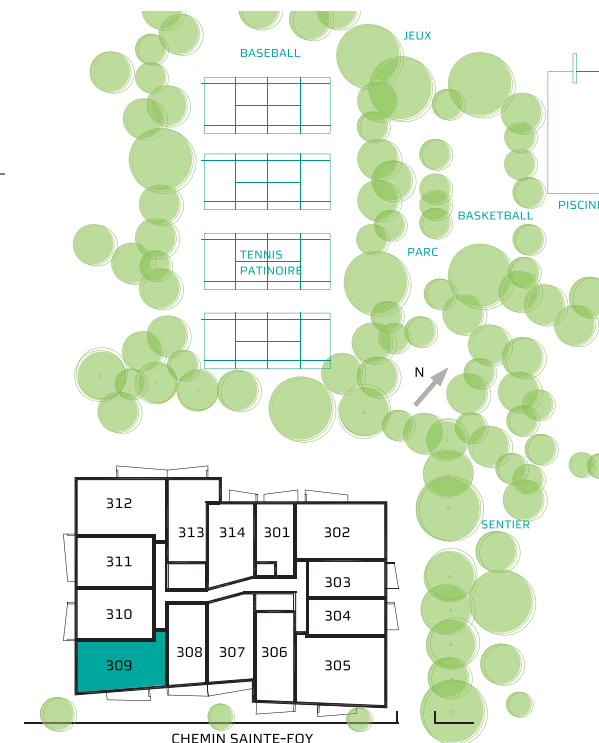 JEUX
BASEBALL
PISCIN
BASKETBALL
PARC
TENNIS
PATINOIRE
N
SENTIER
312
313
314
301
302
311
303
310
304
309
308
307
306
305
CHEMIN SAINTE-FOY